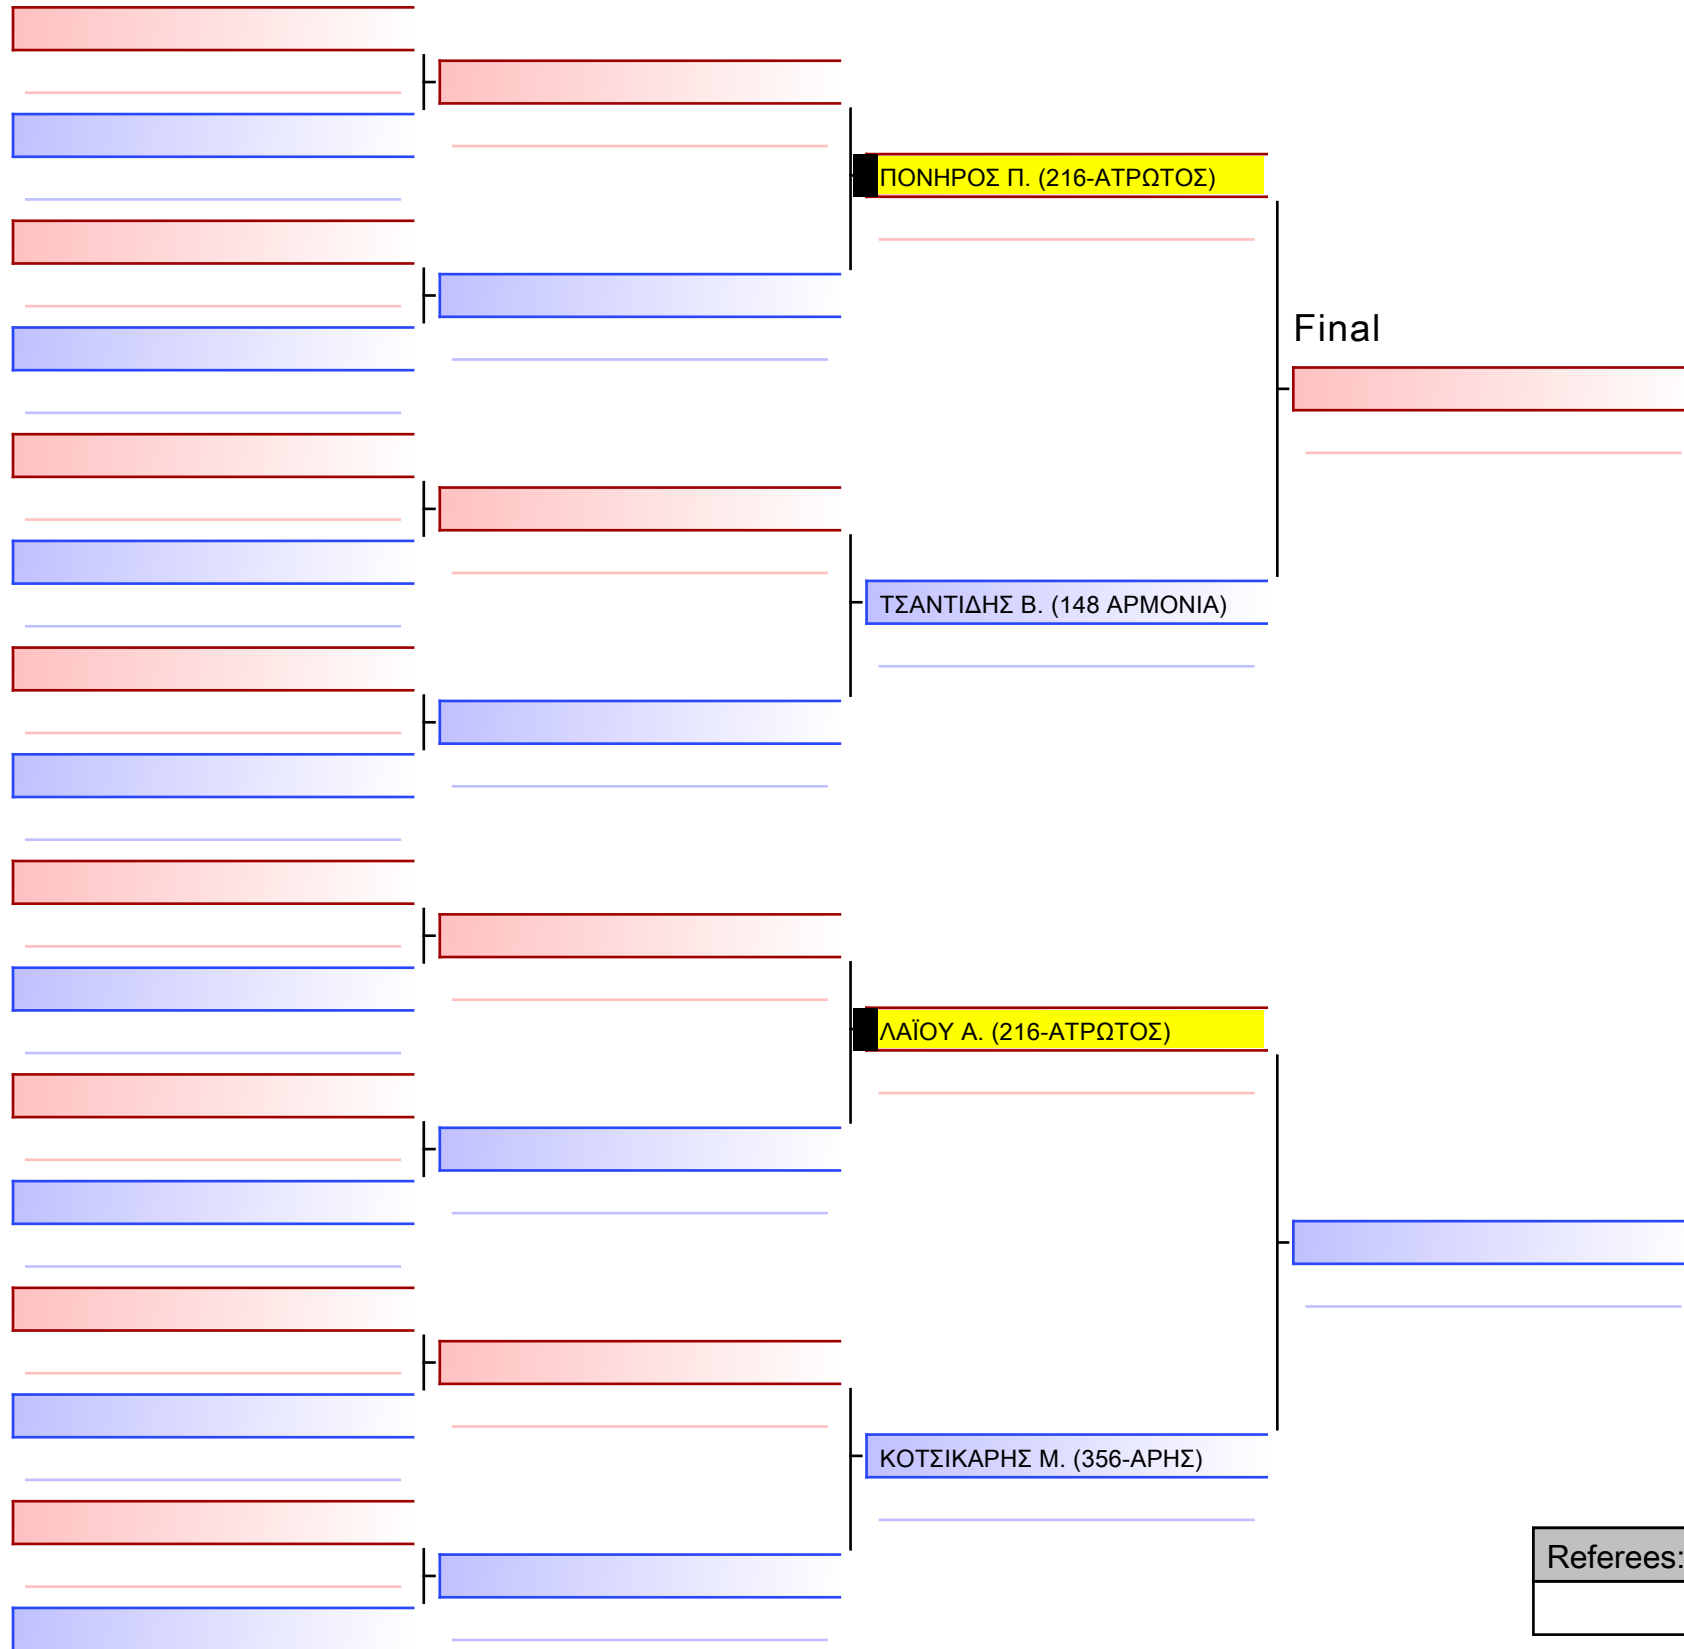 ΠΟΝΗΡΟΣ Π. (216-ΑΤΡΩΤΟΣ)
Final
ΤΣΑΝΤΙΔΗΣ Β. (148 ΑΡΜΟΝΙΑ)
ΛΑΪΟΥ Α. (216-ΑΤΡΩΤΟΣ)
ΚΟΤΣΙΚΑΡΗΣ Μ. (356-ΑΡΗΣ)
Referees: